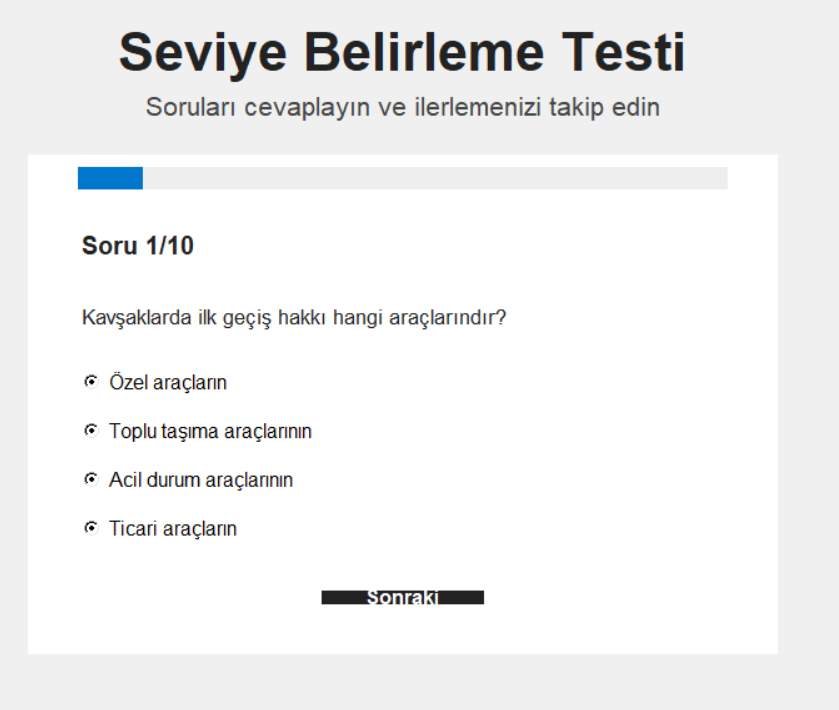 Seviye Belirleme Testi
Soruları cevaplayın ve ilerlemenizi takip edin
Soru 1/10
Kavşaklarda ilk geçiş hakkı hangi araçlarındır?
Özel araçların
Toplu taşıma araçlarının
Acil durum araçlarının
Ticari araçların
Sonraki